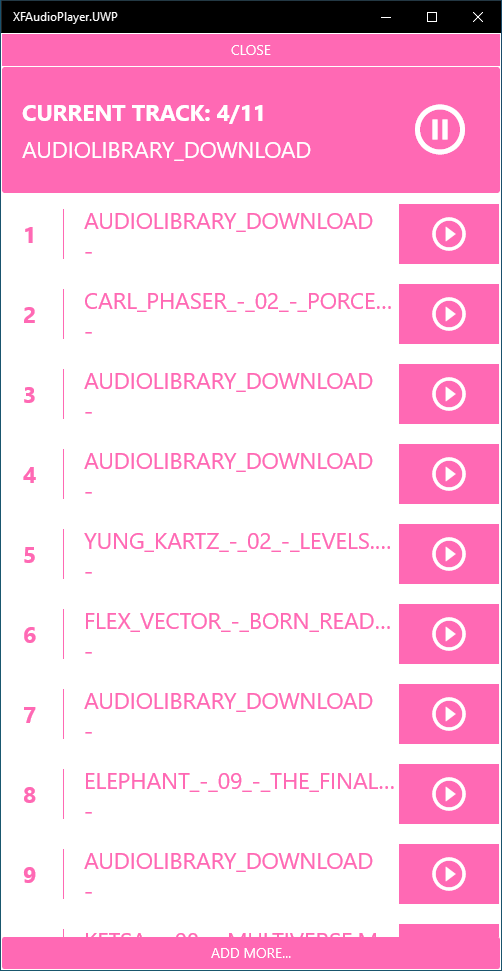 XFAudioPlayer.UWP
CLOSE
CURRENT TRACK: 4/11
AUDIOLIBRARY_DOWNLOAD
1
AUDIOLIBRARY_DOWNLOAD
-
2
CARL_PHASER_-_02_-_PORCE...
-
3
AUDIOLIBRARY_DOWNLOAD
-
4
AUDIOLIBRARY_DOWNLOAD
-
5
YUNG_KARTZ_-_02_-_LEVELS....
-
6
FLEX_VECTOR_-_BORN_READ...
-
7
AUDIOLIBRARY_DOWNLOAD
-
8
ELEPHANT_-_09_-_THE_FINAL...
-
9
AUDIOLIBRARY_DOWNLOAD
-
ADD MORE...